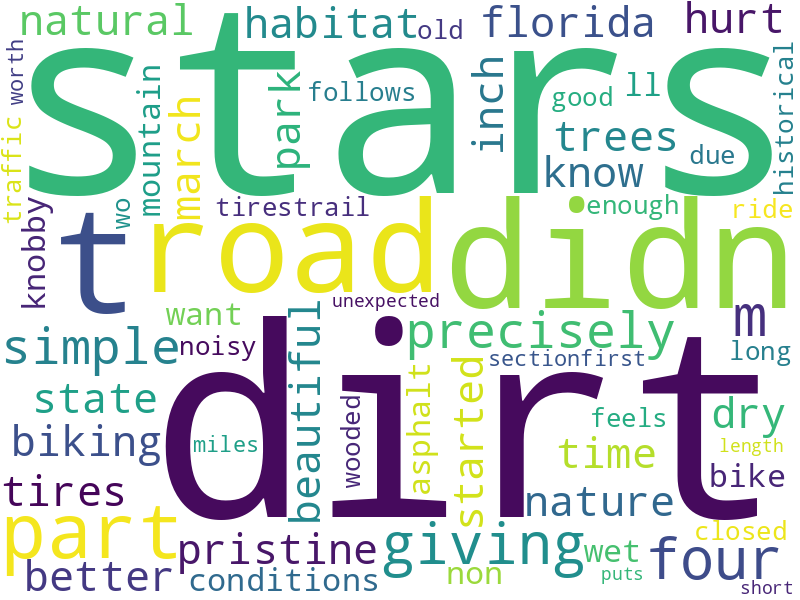 natural
habitat
old
florida
hurt
worth
stars
mountain
park
follows
inch
good
ll
trees
know
due
historical
traffic
march
knobby
t
wo
tirestrail
road
didn
enough
ride
want
unexpected
m
simple
noisy
beautiful
precisely
sectionfirst
long
state
dirt
biking
miles
wooded
asphalt
started
feels
time
dry
length
bike
tires
nature
part
pristine
giving
wet
closed
four
better
conditions
non
puts
short